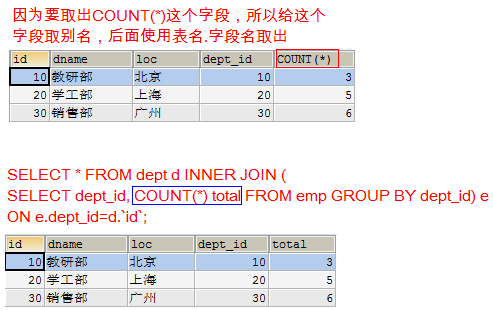 因为要取出COUNT(*)这个字段，所以给这个
字段取别名，后面使用表名.字段名取出
id dname loc dept_id COUNT(*)
10 教研部 北京 10 3
20 学工部 上海 20 5
30 销售部 广州 30 6
SELECT * FROM dept d INNER JOIN (
SELECT dept_id, COUNT(*) total FROM emp GROUP BY dept_id) e
ON e.dept_id=d.`id`;
id dname loc dept_id total
10 教研部 北京 10 3
20 学工部 上海 20 5
30 销售部 广州 30 6